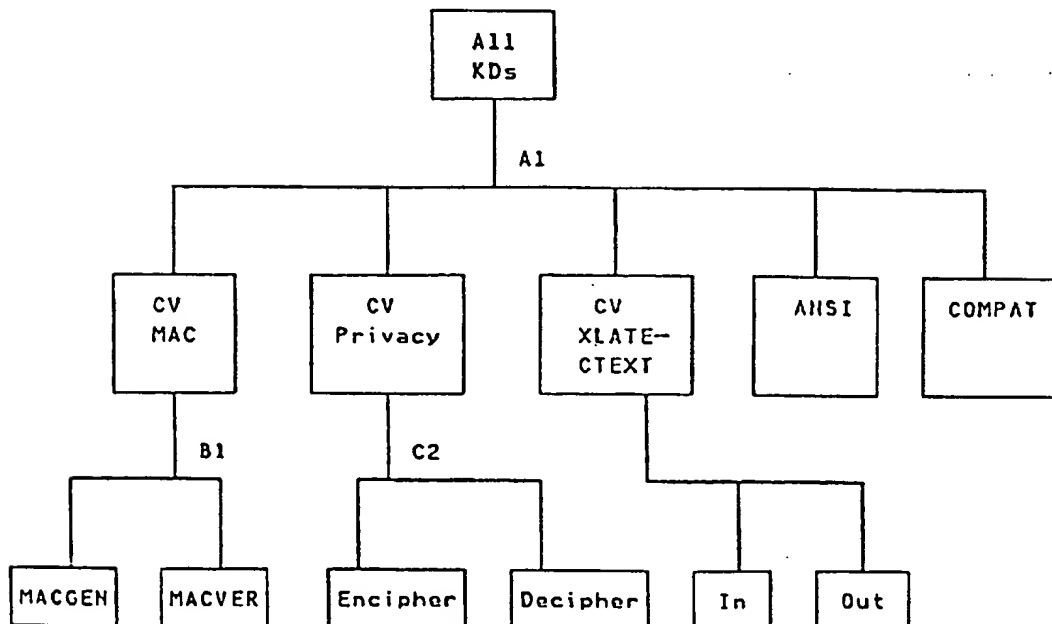 All
KDs
A1
CV
MAC
CV
Privacy
CV
XLATE-
CTEXT
ANSI
COMPAT
B1
C2
MACGEN
MACVER
Encipher
Decipher
In
Out